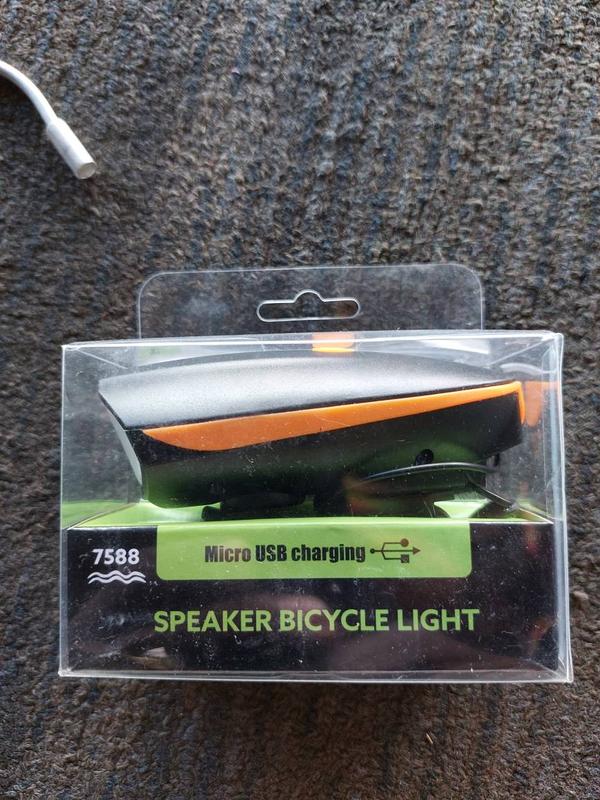 7588
Micro USB charging
SPEAKER BICYCLE LIGHT